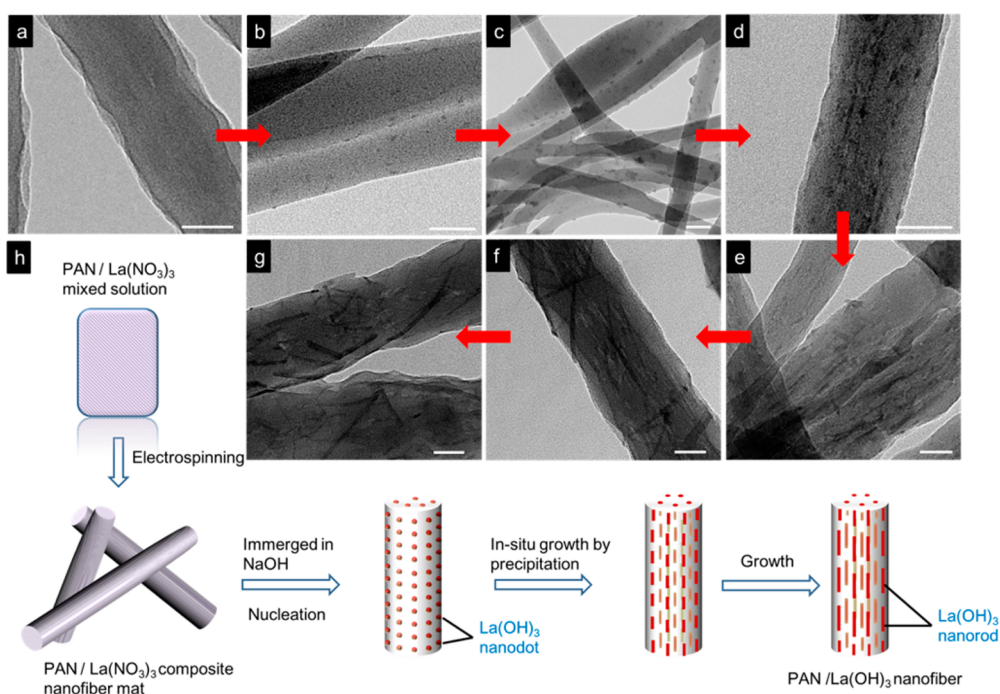 a
b
c
d
h
g
f
e
PAN / La(NO3)3
mixed solution
Electrospinning
Immerged in
NaOH
Nucleation
In-situ growth by
precipitation
Growth
La(OH)3
nanodot
La(OH)3
nanorod
PAN / La(NO3)3 composite
nanofiber mat
PAN /La(OH)3 nanofiber